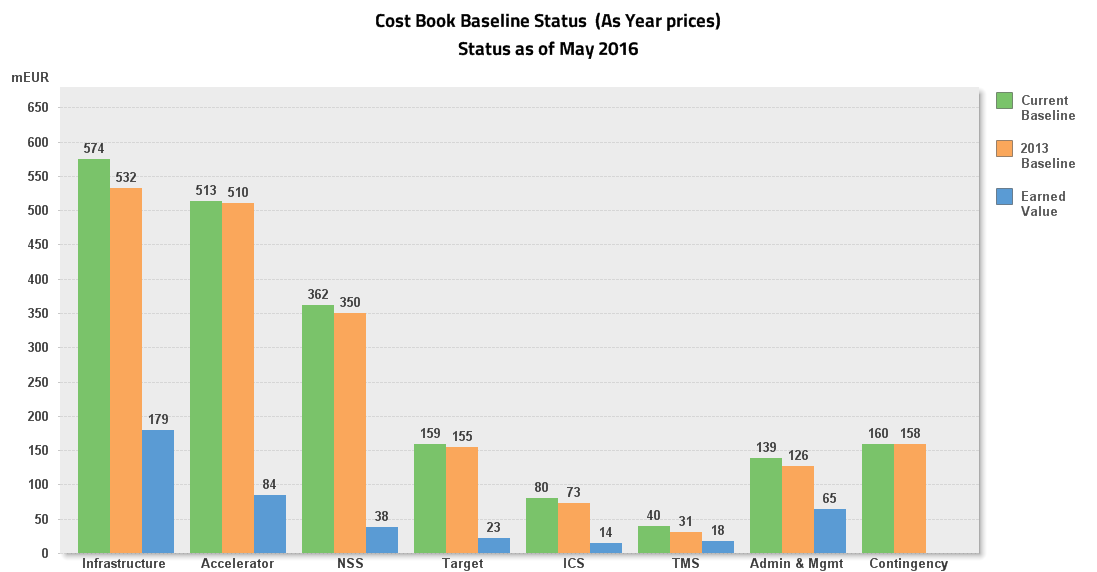 Cost Book Baseline Status (As Year prices)
Status as of May 2016
mEUR
650
600
550
500
450
400
350
300
250
200
150
100
50
0
574
532
179
513
510
84
362
350
38
159
155
23
80
73
14
40
31
18
139
126
65
160
158
Infrastructure
Accelerator
NSS
Target
ICS
TMS
Admin & Mgmt
Contingency
Current
Baseline
2013
Baseline
Earned
Value